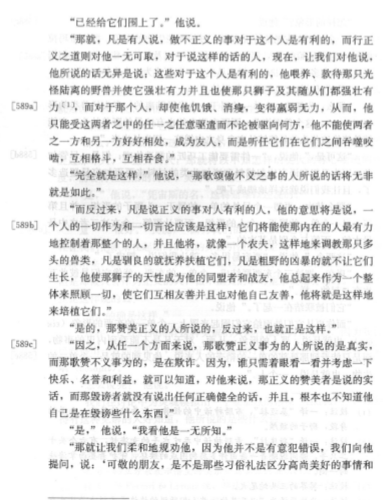 “已经给它们围上了。”他说。
“那就，凡是有人说，做不正义的事对于这个人是有利的，而行正
义之道则对他一无可取，对于说这样的话的人，现在，让我们对他说，
他所说的话无异是说，这些对于这个人是有利的，他喂养、款待那只光
怪陆离的野兽并使它强壮有力并且也使那只狮子及其随从们都强壮有
[589a] 力[1]，而对于那个人，却使他饥饿、消瘦，变得羸弱无力，从而，他
只能受这两者之中的任一之任意驱遣而不论被驱向何方，他不能使两者
之一方和另一方好好相处，成为友人，而是听任它们在它们之间吞噬咬
啮，互相格斗，互相吞食。”
“完全就是这样，”他说，“那歌颂做不义之事的人所说的话将无非
就是如此。”
[589b] “而反过来，凡是说正义的事对人有利的人，他的意思将是说，一
个人的一切作为和一切言论应该是这样，它们将能使那内在的人最有力
地控制着那整个的人，并且他将，就像一个农夫，这样地来调教那只多
头的兽类，凡是驯良的就抚养扶植它们，凡是粗野的凶暴的就不让它们
生长，他使那狮子的天性成为他的同盟者和战友，他总起来作为一个整
体来照顾一切，使它们互相友善并且也对他自己友善，他将就是这样地
来培植它们。”
“是的，那赞美正义的人所说的，反过来，也就正是这样。”
[589c] “因之，从任一个方面来说，那歌赞正义事为的人所说的是真实，
而那歌赞不义事为的，是在欺诈。因为，谁只需着眼看一看并考虑一下
快乐、名誉和利益，就可以知道，对他来说，那正义的赞美者是说的实
话，而那毁谤者就没有说出任何正确健全的话，并且，根本也不知道他
自己是在毁谤些什么东西。”
“是，”他说，“我看他是一无所知。”
“那就让我们柔和地规劝他，因为他并不是有意犯错误，我们向他
提问，说：‘可敬的朋友，是不是那些习俗礼法区分高尚美好的事情和